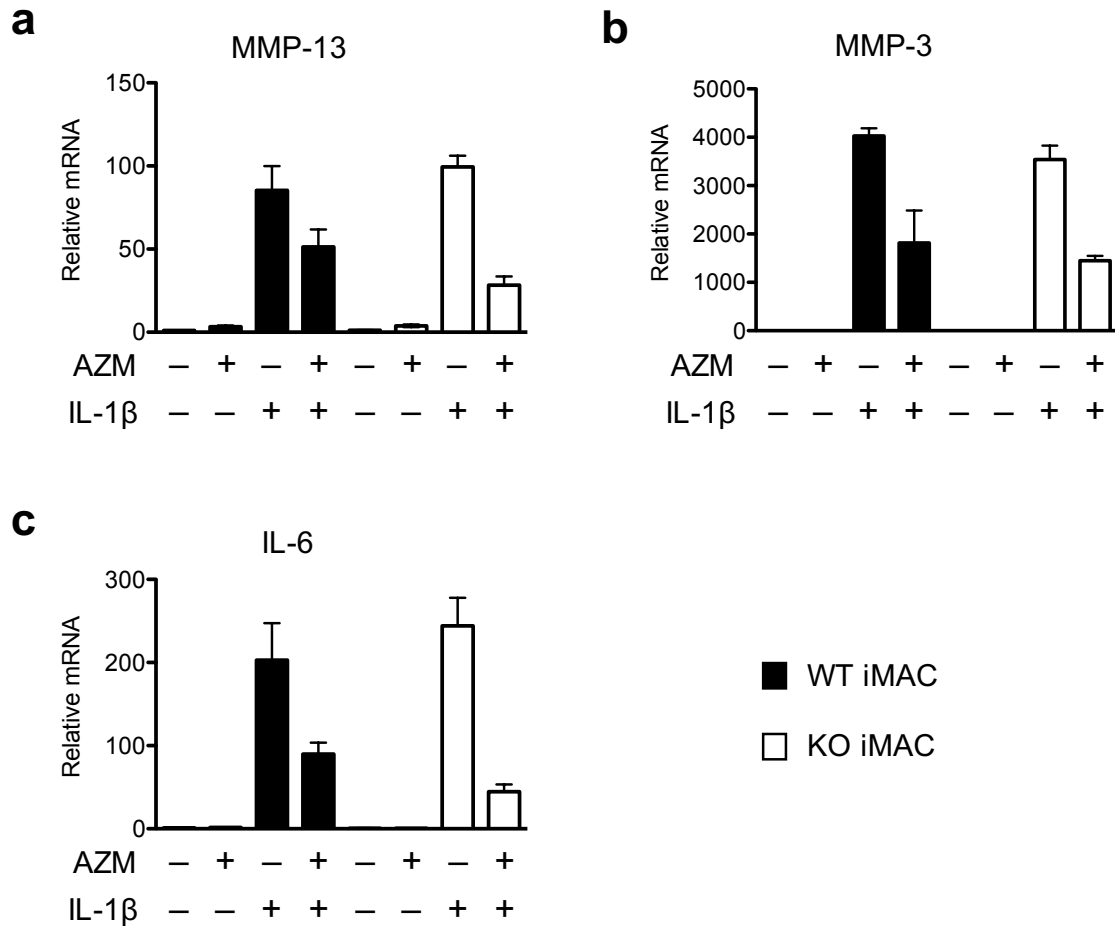 a
MMP-13
Relative mRNA
150
100
50
0
AZM – + – + – + – +
IL-1β – – + + – – + +
b
MMP-3
Relative mRNA
5000
4000
3000
2000
1000
0
AZM – + – + – + – +
IL-1β – – + + – – + +
c
IL-6
Relative mRNA
300
200
100
0
AZM – + – + – + – +
IL-1β – – + + – – + +
WT iMAC
KO iMAC